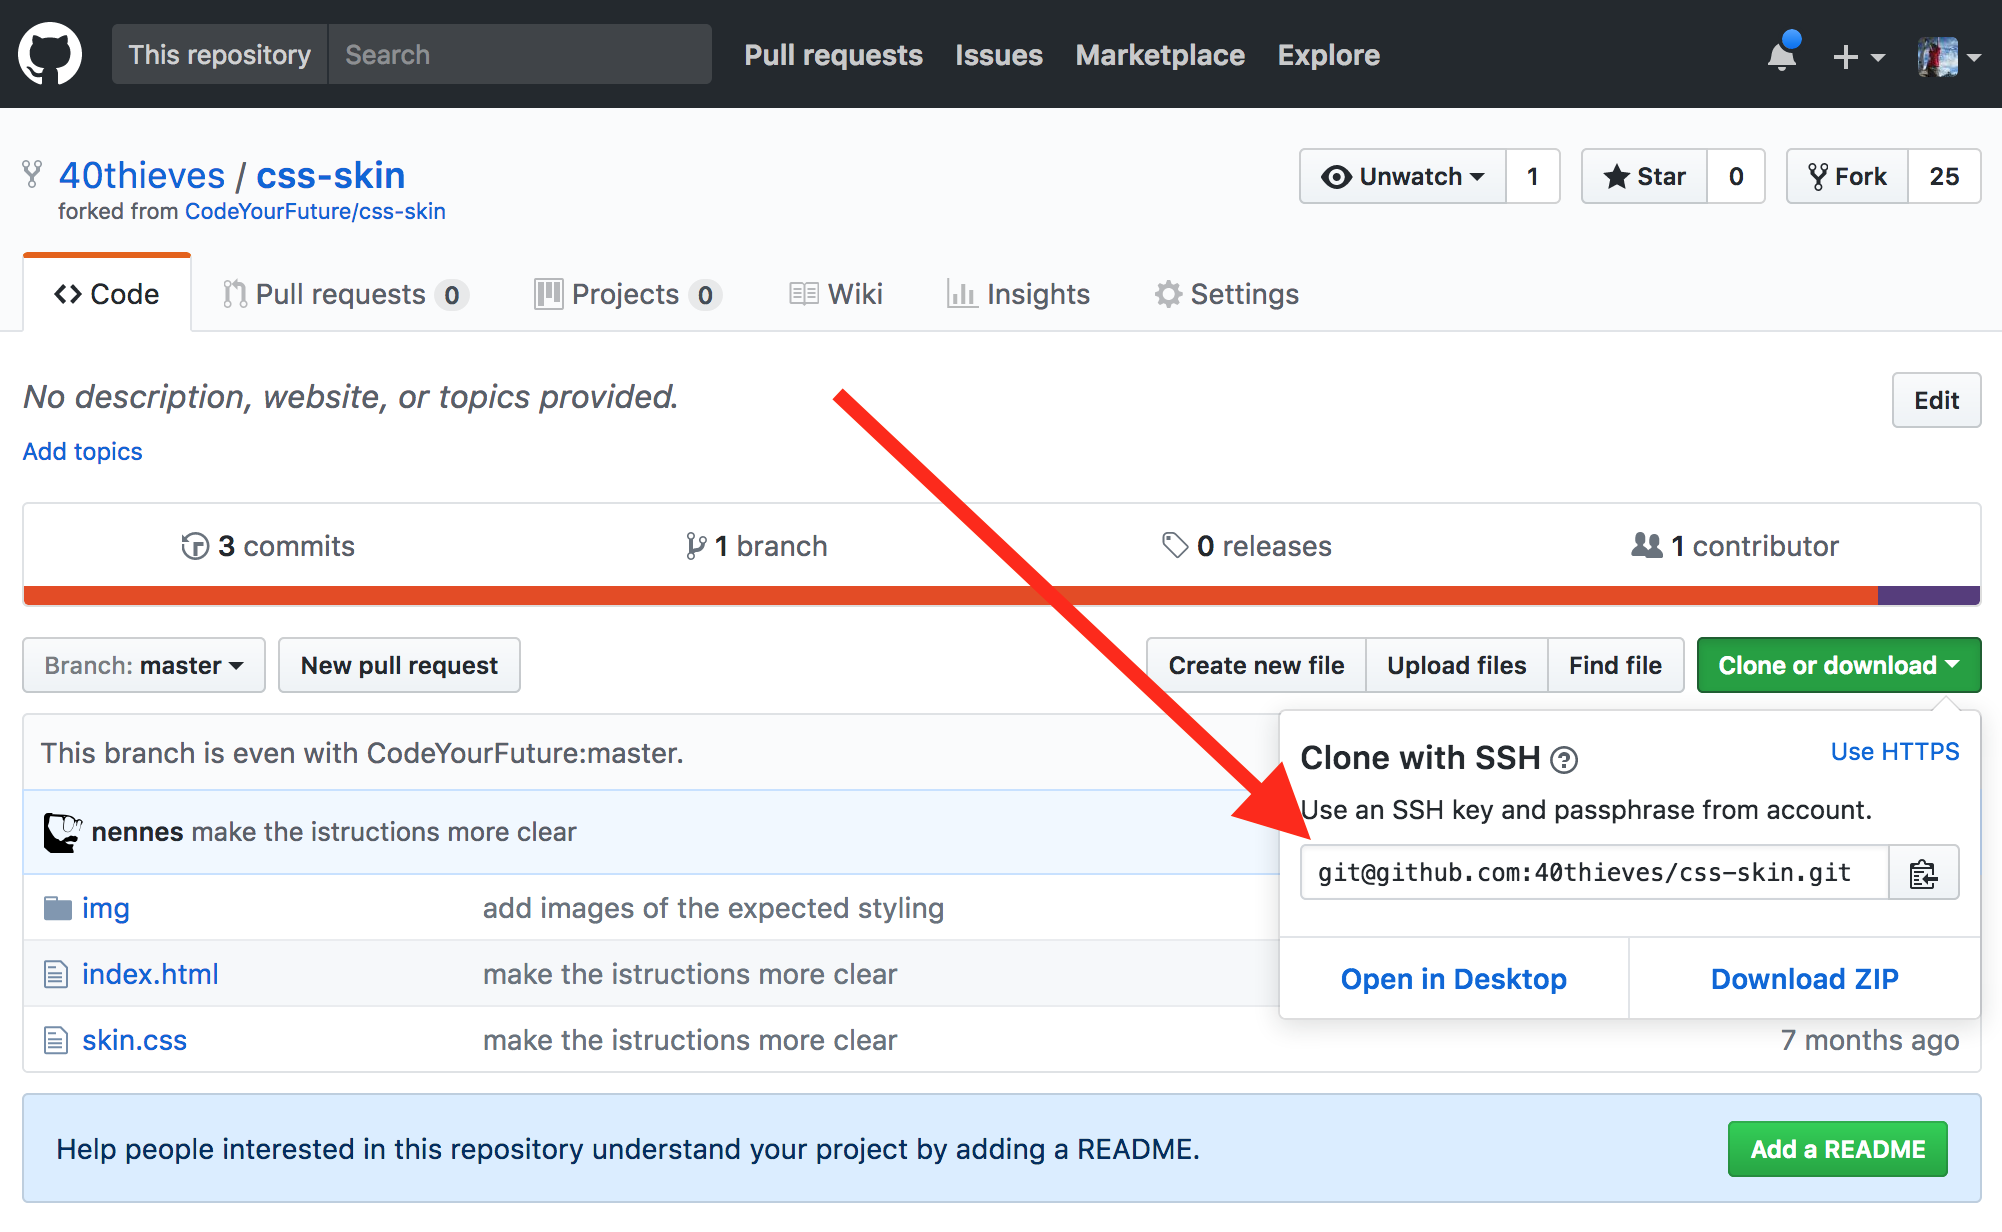 This repository Search Pull requests Issues Marketplace Explore
40thieves / css-skin
forked from CodeYourFuture/css-skin
Unwatch 1 Star 0 Fork 25
Code Pull requests 0 Projects 0 Wiki Insights Settings
No description, website, or topics provided.
Edit
Add topics
3 commits 1 branch 0 releases 1 contributor
Branch: master New pull request Create new file Upload files Find file Clone or download
This branch is even with CodeYourFuture:master.
Clone with SSH ? Use HTTPS
Use an SSH key and passphrase from account.
git@github.com:40thieves/css-skin.git
Open in Desktop Download ZIP
nennes make the istructions more clear
img add images of the expected styling
index.html make the istructions more clear
skin.css make the istructions more clear 7 months ago
Help people interested in this repository understand your project by adding a README.
Add a README